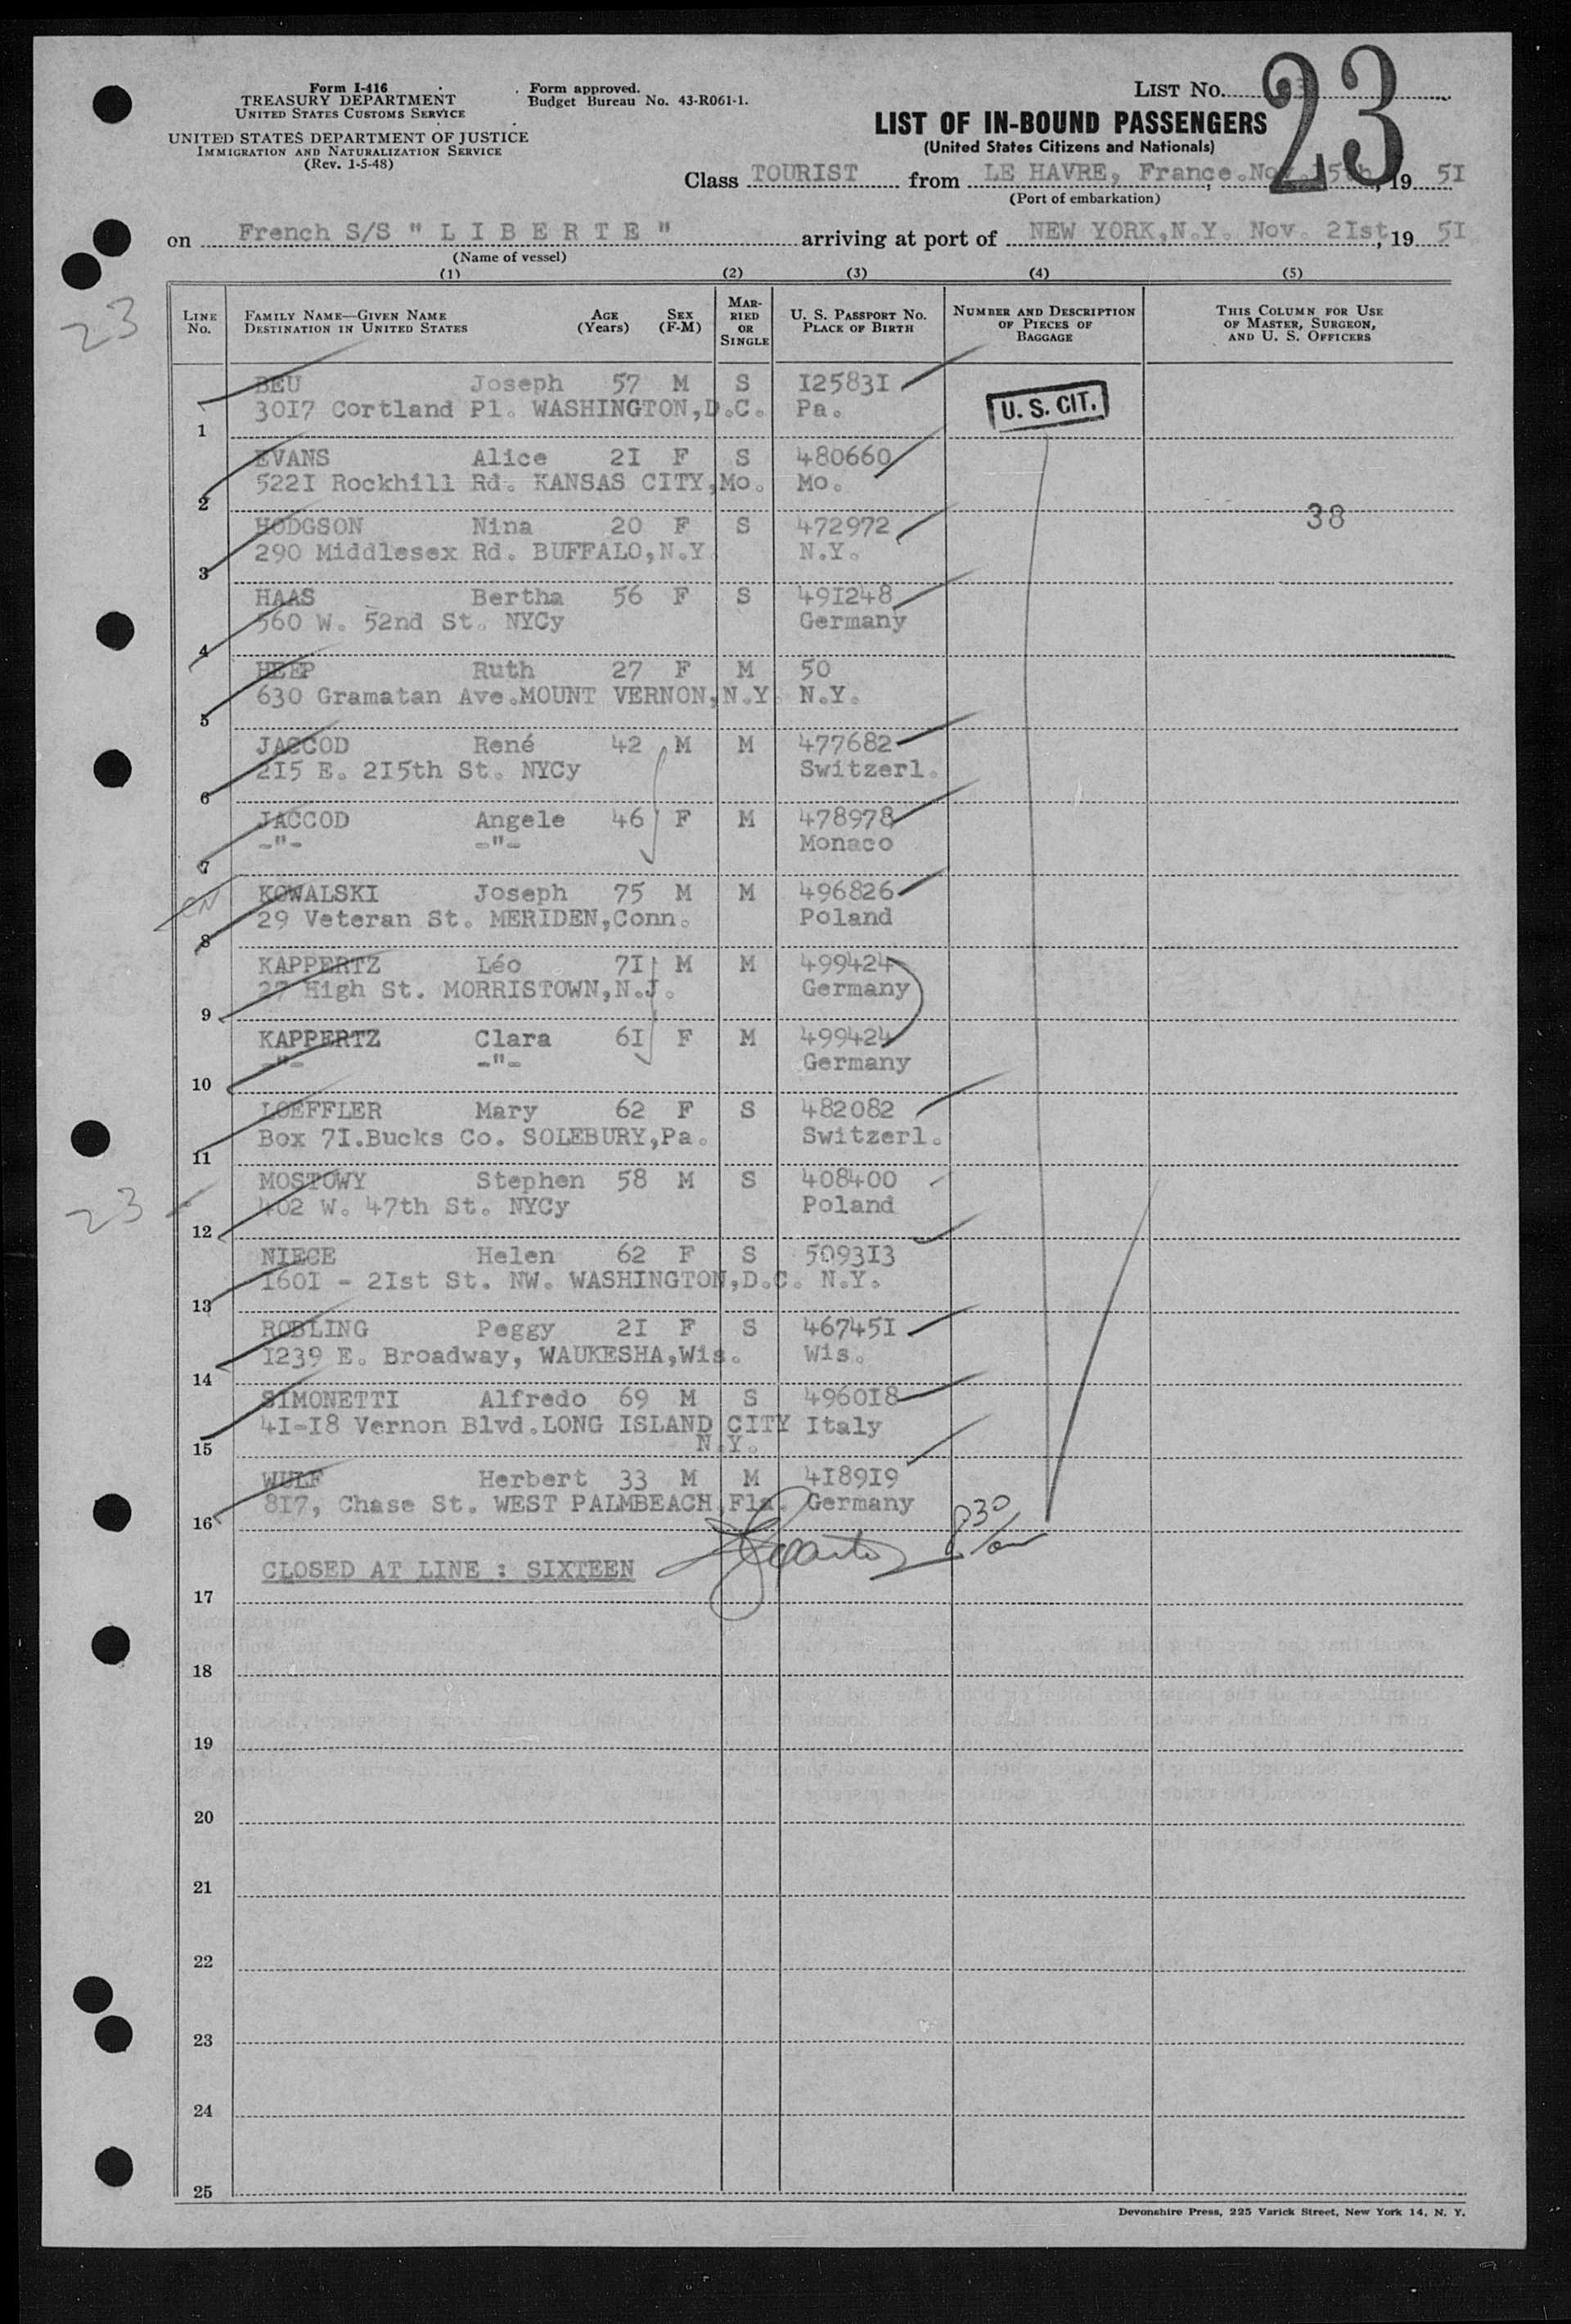 Form I-416
TREASURY DEPARTMENT
UNITED STATES CUSTOMS SERVICE
UNITED STATES DEPARTMENT OF JUSTICE
IMMIGRATION AND NATURALIZATION SERVICE
(Rev. 1-5-48)
Form approved.
Budget Bureau No. 43-R061-1.
LIST No. 23
LIST OF IN-BOUND PASSENGERS
(United States Citizens and Nationals)
Class TOURIST from LE HAVRE, France. Nov. 15th, 19 51
(Port of embarkation)
on French S/S " L I B E R T E " arriving at port of NEW YORK,N.Y. Nov. 21st, 19 51
(Name of vessel)
(1) (2) (3) (4) (5)
23
LINE No. FAMILY NAME—GIVEN NAME DESTINATION IN UNITED STATES AGE (Years) SEX (F-M) MARRIED OR SINGLE U. S. PASSPORT NO. PLACE OF BIRTH NUMBER AND DESCRIPTION OF PIECES OF BAGGAGE THIS COLUMN FOR USE OF MASTER, SURGEON, AND U. S. OFFICERS
BEU Joseph 57 M S 125831
1 3017 Cortland Pl. WASHINGTON,D.C. Pa. U. S. CIT.
EVANS Alice 21 F S 480660
2 5221 Rockhill Rd. KANSAS CITY,Mo. Mo.
HODGSON Nina 20 F S 472972 38
3 290 Middlesex Rd. BUFFALO,N.Y. N.Y.
HAAS Bertha 56 F S 491248
4 560 W. 52nd St. NYCy Germany
HEEP Ruth 27 F M 50
5 630 Gramatan Ave.MOUNT VERNON,N.Y. N.Y.
JACCOD René 42 M M 477682
6 215 E. 215th St. NYCy Switzerl.
JACCOD Angele 46 F M 478978
7 -"- -"- Monaco
KOWALSKI Joseph 75 M M 496826
8 29 Veteran St. MERIDEN,Conn. Poland
KAPPERTZ Léo 71 M M 499424
9 27 High St. MORRISTOWN,N.J. Germany
KAPPERTZ Clara 61 F M 499424
10 -"- -"- Germany
LOEFFLER Mary 62 F S 482082
11 Box 71.Bucks Co. SOLEBURY,Pa. Switzerl.
23
MOSTOWY Stephen 58 M S 408400
12 402 W. 47th St. NYCy Poland
NIECE Helen 62 F S 509313
13 1601 - 21st St. NW. WASHINGTON,D.C. N.Y.
ROBLING Peggy 21 F S 467451
14 1239 E. Broadway, WAUKESHA,Wis. Wis.
SIMONETTI Alfredo 69 M S 496018
41-18 Vernon Blvd.LONG ISLAND CITY Italy
15 N.Y.
WULF Herbert 33 M M 418919
16 817, Chase St. WEST PALMBEACH,Fla. Germany
830
CLOSED AT LINE : SIXTEEN
17
18
19
20
21
22
23
24
25
Devonshire Press, 225 Varick Street, New York 14, N. Y.